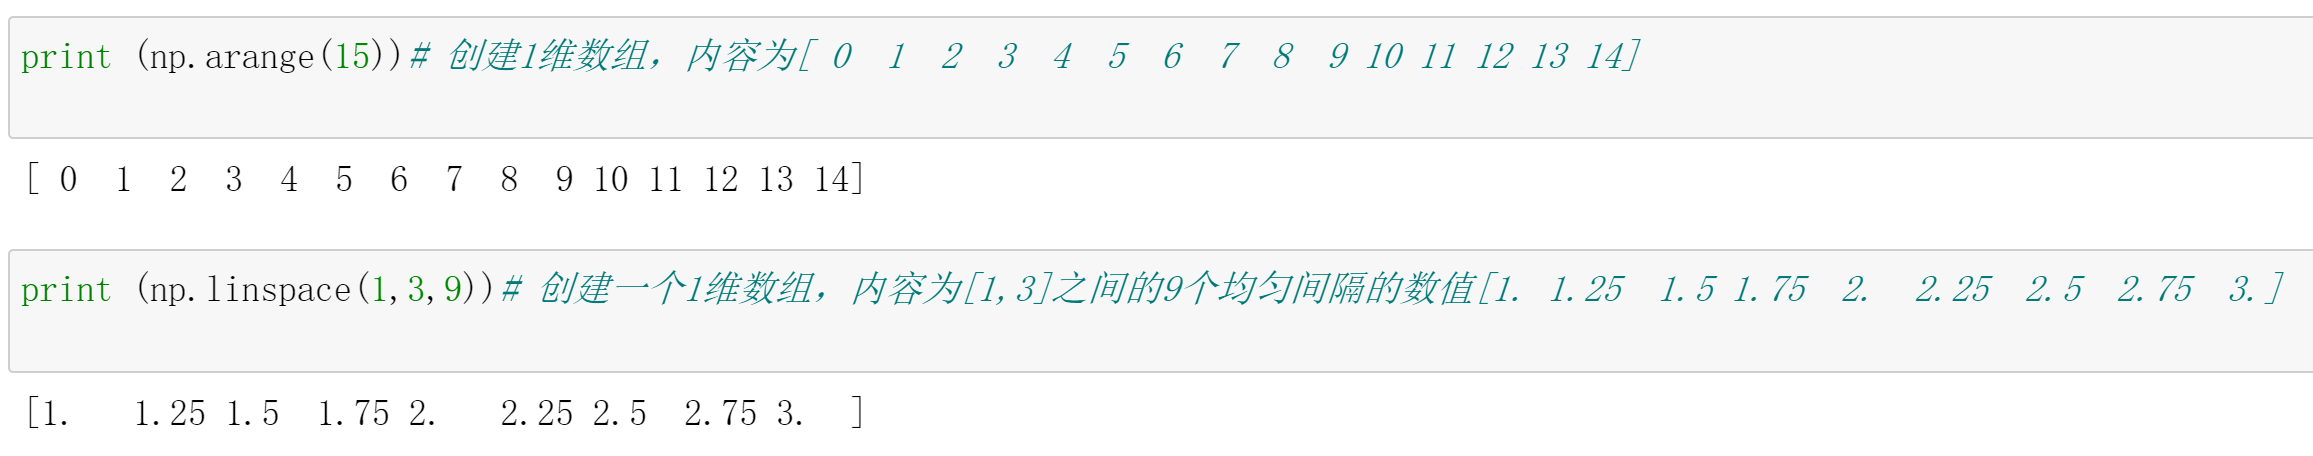 print (np.arange(15))# 创建1维数组，内容为[ 0  1  2  3  4  5  6  7  8  9 10 11 12 13 14]
[ 0  1  2  3  4  5  6  7  8  9 10 11 12 13 14]
print (np.linspace(1,3,9))# 创建一个1维数组，内容为[1,3]之间的9个均匀间隔的数值[1. 1.25  1.5 1.75  2.  2.25  2.5  2.75  3.]
[1.   1.25 1.5  1.75 2.   2.25 2.5  2.75 3.  ]